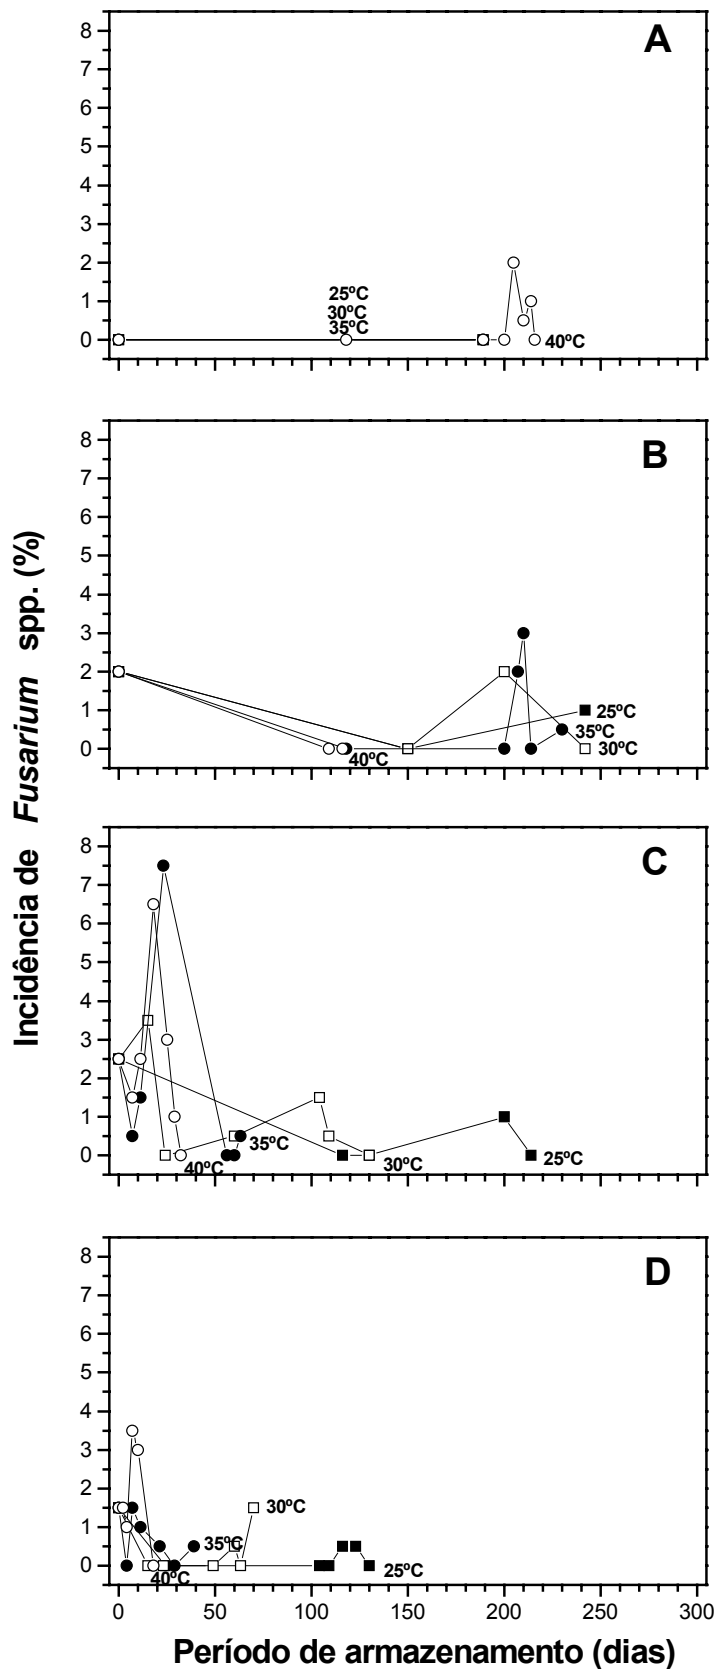 Incidência de Fusarium spp. (%)
A
8
7
6
5
4
3
2
1
0
25ºC
30ºC
35ºC
40ºC
B
8
7
6
5
4
3
2
1
0
25ºC
35ºC
30ºC
40ºC
C
8
7
6
5
4
3
2
1
0
35ºC
40ºC
30ºC
25ºC
D
8
7
6
5
4
3
2
1
0
30ºC
35ºC
40ºC
25ºC
0 50 100 150 200 250 300
Período de armazenamento (dias)